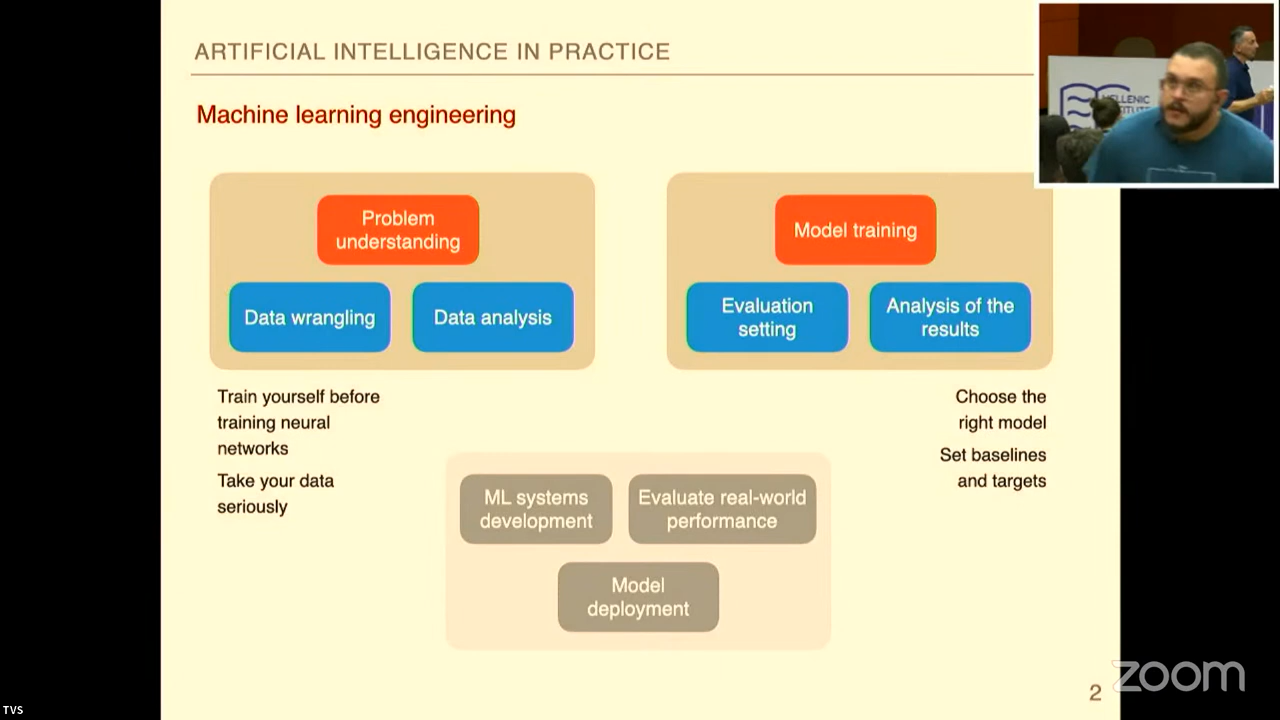 ARTIFICIAL INTELLIGENCE IN PRACTICE
Machine learning engineering
Problem
understanding
Data wrangling
Data analysis
Train yourself before
training neural
networks
Take your data
seriously
Model training
Evaluation
setting
Analysis of the
results
Choose the
right model
Set baselines
and targets
ML systems
development
Evaluate real-world
performance
Model
deployment
2
zoom
TVS
HELLENIC